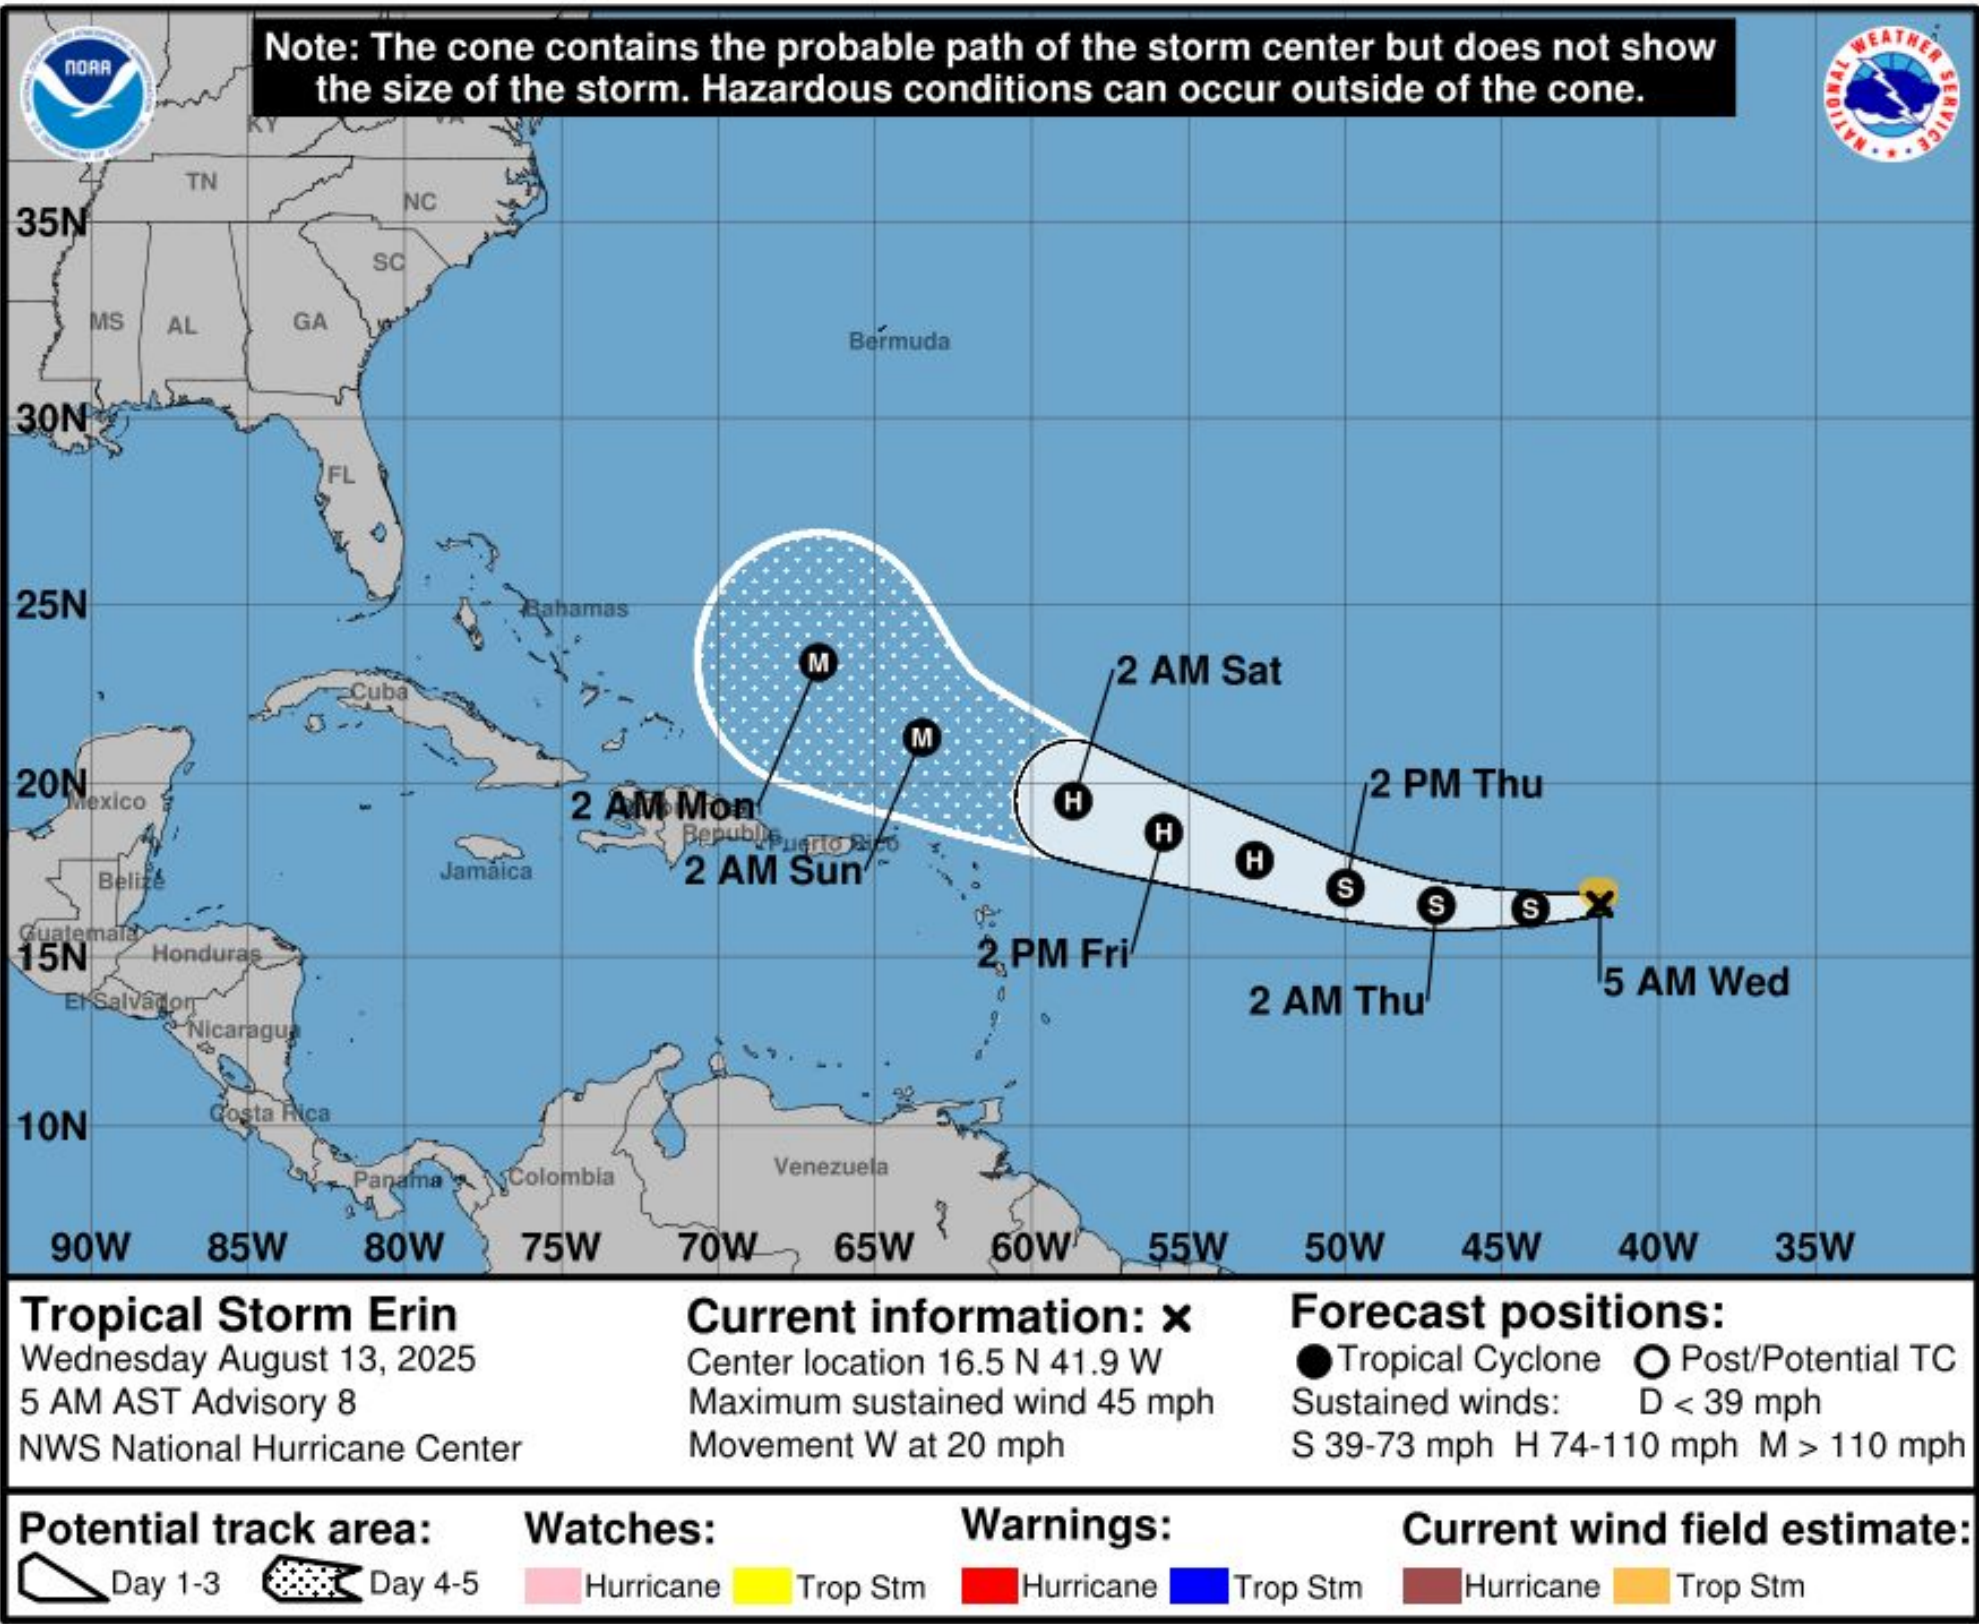 Note: The cone contains the probable path of the storm center but does not show
the size of the storm. Hazardous conditions can occur outside of the cone.
NOAA
NATIONAL WEATHER SERVICE
KY
VA
TN
NC
35N
SC
MS
AL
GA
Bermuda
30N
FL
25N
Bahamas
2 AM Sat
Cuba
20N
2 PM Thu
Mexico
2 AM Mon
Republic
Puerto Rico
Jamaica
2 AM Sun
Belize
Guatemala
Honduras
15N
2 PM Fri
5 AM Wed
El Salvador
2 AM Thu
Nicaragua
Costa Rica
10N
Venezuela
Panama
Colombia
M
M
H
H
H
S
S
S
90W 85W 80W 75W 70W 65W 60W 55W 50W 45W 40W 35W
Tropical Storm Erin
Wednesday August 13, 2025
5 AM AST Advisory 8
NWS National Hurricane Center
Current information: x
Center location 16.5 N 41.9 W
Maximum sustained wind 45 mph
Movement W at 20 mph
Forecast positions:
Tropical Cyclone Post/Potential TC
Sustained winds: D < 39 mph
S 39-73 mph H 74-110 mph M > 110 mph
Potential track area:
Day 1-3 Day 4-5
Watches:
Hurricane Trop Stm
Warnings:
Hurricane Trop Stm
Current wind field estimate:
Hurricane Trop Stm